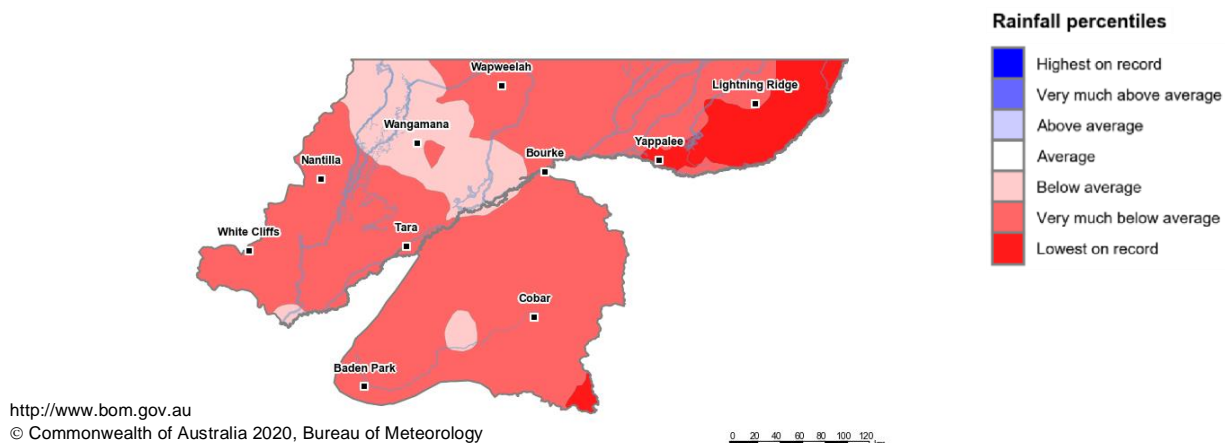 Rainfall percentiles
Highest on record
Very much above average
Above average
Average
Below average
Very much below average
Lowest on record
Wapweelah
Lightning Ridge
Wangamana
Yappalee
Bourke
Nantilla
White Cliffs
Tara
Cobar
Baden Park
http://www.bom.gov.au
© Commonwealth of Australia 2020, Bureau of Meteorology
0 20 40 60 80 100 120